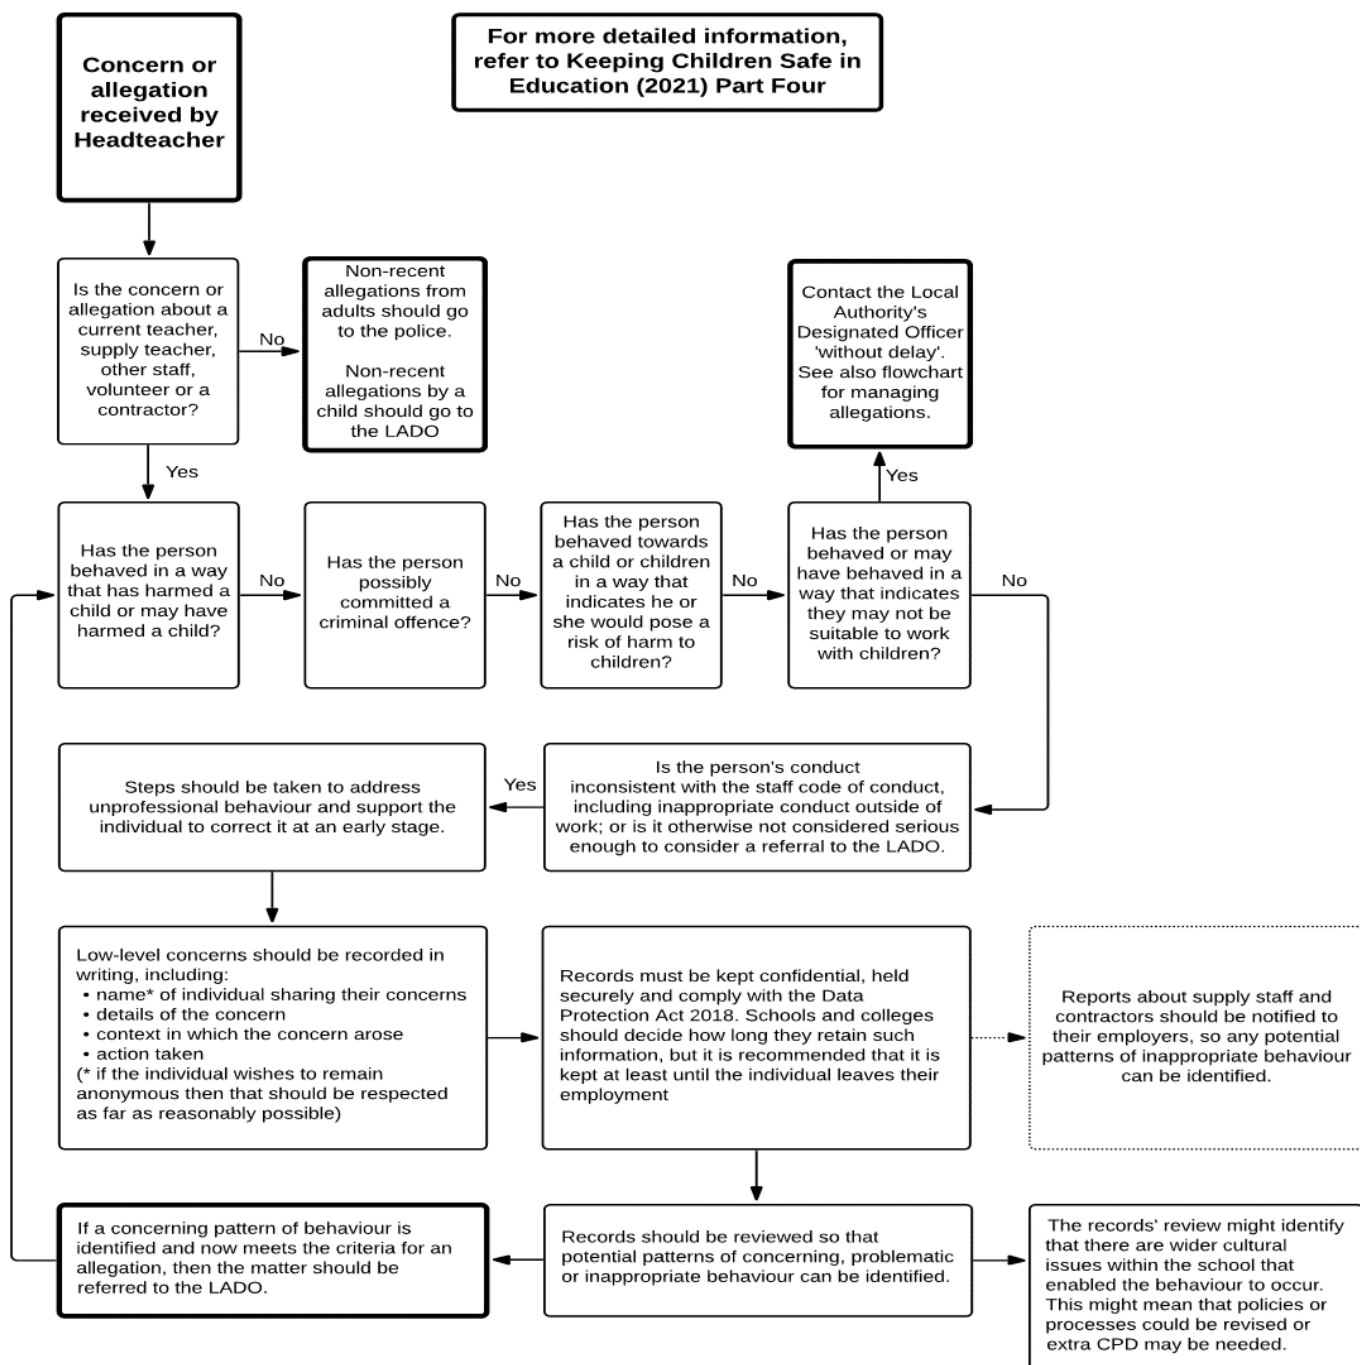 Concern or
allegation
received by
Headteacher
For more detailed information,
refer to Keeping Children Safe in
Education (2021) Part Four
Is the concern or
allegation about a
current teacher,
supply teacher,
other staff,
volunteer or a
contractor?
No
Non-recent
allegations from
adults should go
to the police.
Non-recent
allegations by a
child should go to
the LADO
Contact the Local
Authority's
Designated Officer
'without delay'.
See also flowchart
for managing
allegations.
Yes
Yes
Has the person
behaved in a way
that has harmed a
child or may have
harmed a child?
No
Has the person
possibly
committed a
criminal offence?
No
Has the person
behaved towards
a child or children
in a way that
indicates he or
she would pose a
risk of harm to
children?
No
Has the person
behaved or may
have behaved in a
way that indicates
they may not be
suitable to work
with children?
No
Steps should be taken to address
unprofessional behaviour and support the
individual to correct it at an early stage.
Yes
Is the person's conduct
inconsistent with the staff code of conduct,
including inappropriate conduct outside of
work; or is it otherwise not considered serious
enough to consider a referral to the LADO.
Low-level concerns should be recorded in
writing, including:
• name* of individual sharing their concerns
• details of the concern
• context in which the concern arose
• action taken
(* if the individual wishes to remain
anonymous then that should be respected
as far as reasonably possible)
Records must be kept confidential, held
securely and comply with the Data
Protection Act 2018. Schools and colleges
should decide how long they retain such
information, but it is recommended that it is
kept at least until the individual leaves their
employment
Reports about supply staff and
contractors should be notified to
their employers, so any potential
patterns of inappropriate behaviour
can be identified.
If a concerning pattern of behaviour is
identified and now meets the criteria for an
allegation, then the matter should be
referred to the LADO.
Records should be reviewed so that
potential patterns of concerning, problematic
or inappropriate behaviour can be identified.
The records' review might identify
that there are wider cultural
issues within the school that
enabled the behaviour to occur.
This might mean that policies or
processes could be revised or
extra CPD may be needed.